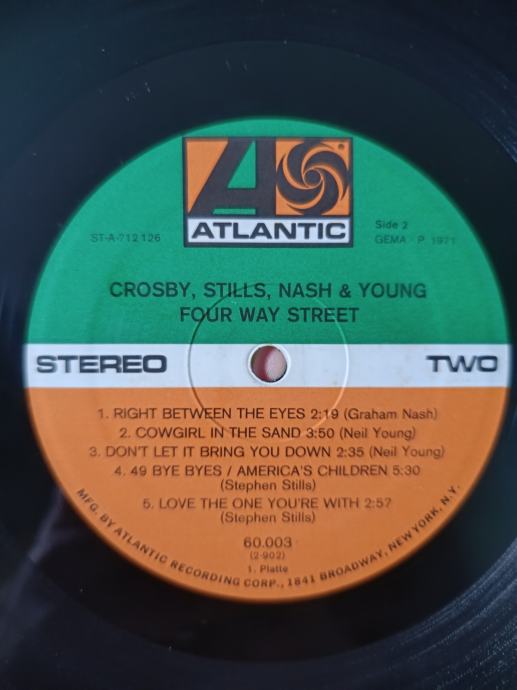 ATLANTIC
ST-A-712126
Side 2
GEMA - P. 1971
CROSBY, STILLS, NASH & YOUNG
FOUR WAY STREET
STEREO
TWO
1. RIGHT BETWEEN THE EYES 2:19 (Graham Nash)
2. COWGIRL IN THE SAND 3:50 (Neil Young)
3. DON'T LET IT BRING YOU DOWN 2:35 (Neil Young)
4. 49 BYE BYES / AMERICA'S CHILDREN 5:30
(Stephen Stills)
5. LOVE THE ONE YOU'RE WITH 2:57
(Stephen Stills)
60.003
(2-902)
1. Platte
MFG. BY ATLANTIC RECORDING CORP., 1841 BROADWAY, NEW YORK, N.Y.